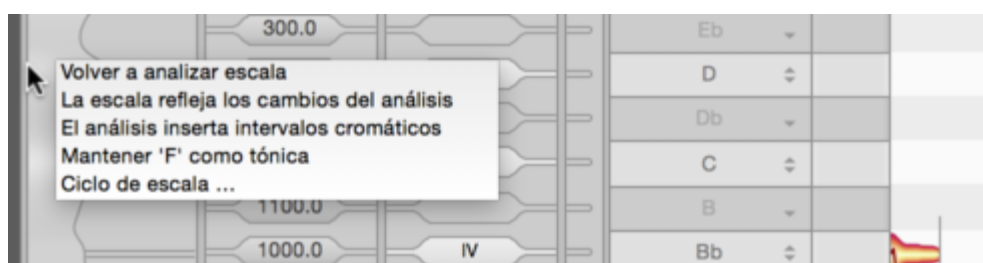 300.0 Eb
Volver a analizar escala D
La escala refleja los cambios del análisis
El análisis inserta intervalos cromáticos Db
Mantener 'F' como tónica C
Ciclo de escala ...
1100.0 B
1000.0 IV Bb